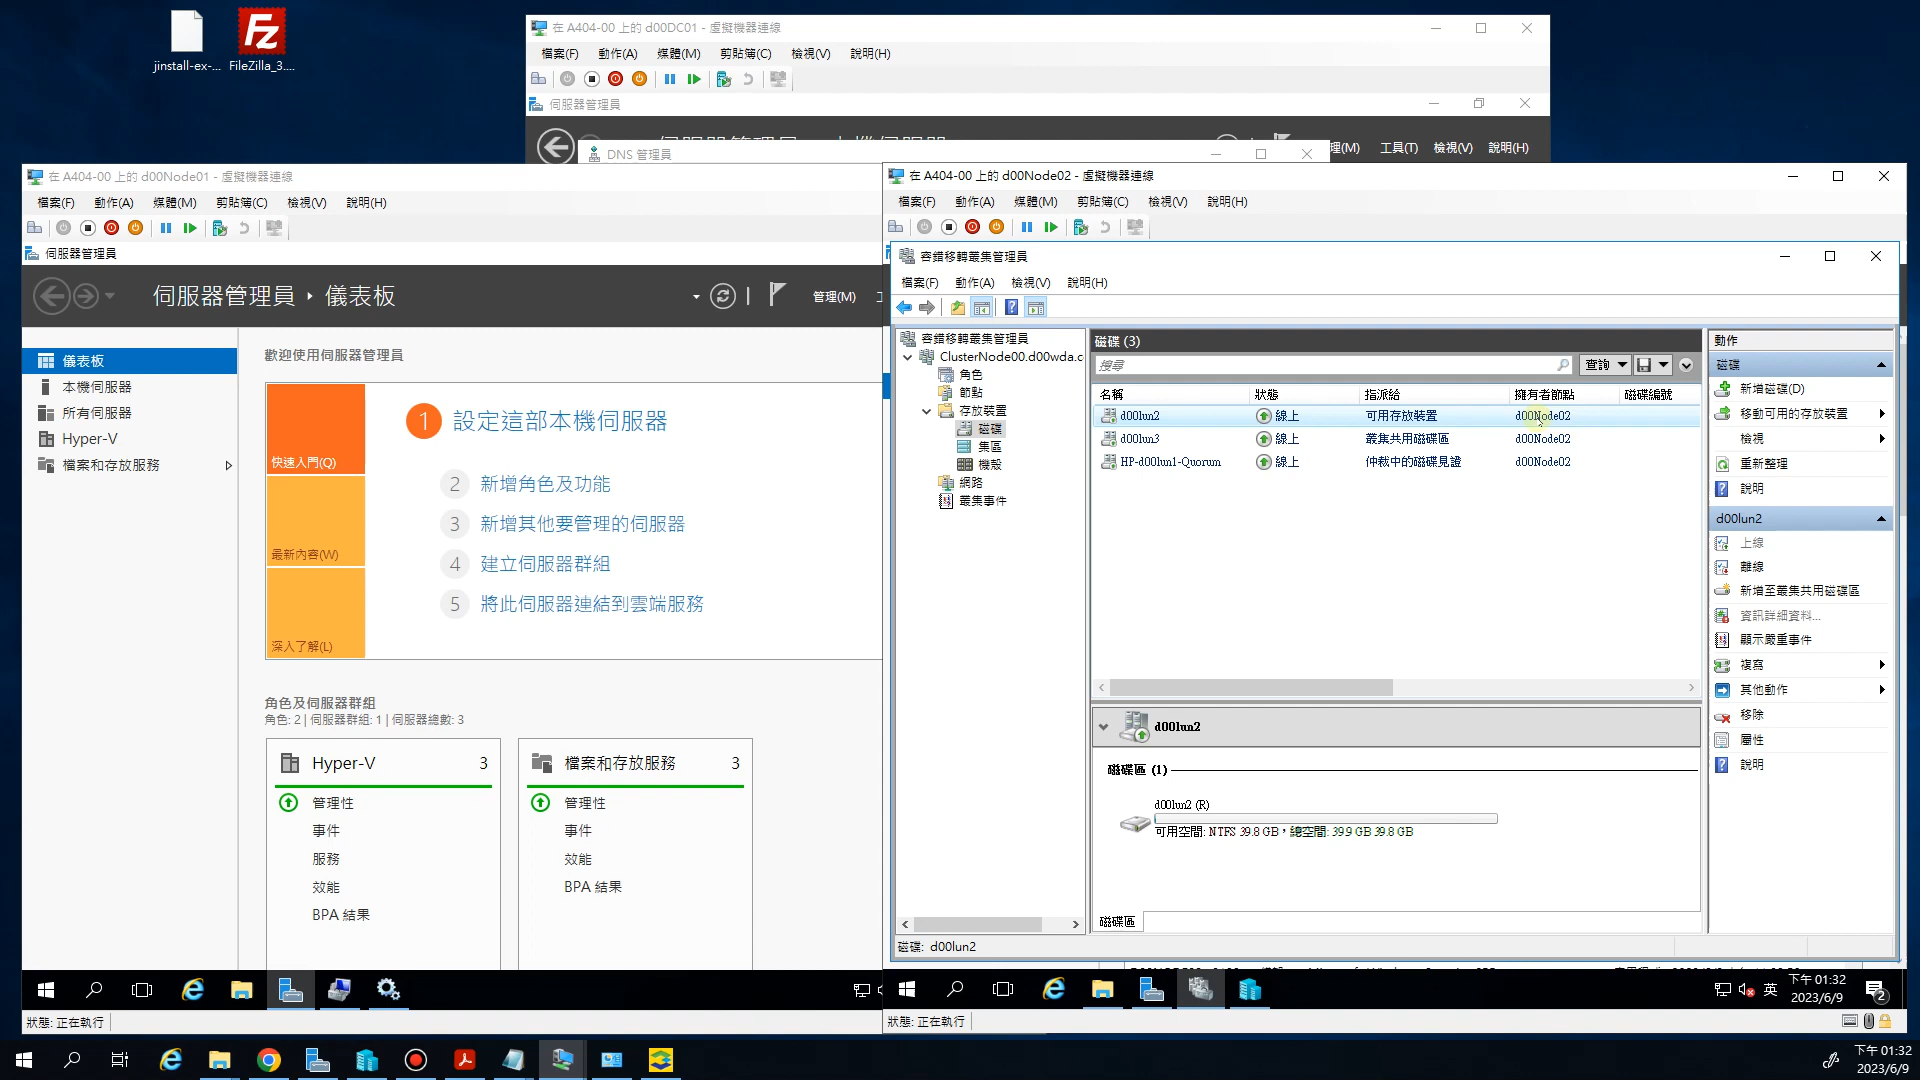 jinstall-ex-...
FileZilla_3....
在 A404-00 上的 d00DC01 - 虛擬機器連線
檔案(F) 動作(A) 媒體(M) 剪貼簿(C) 檢視(V) 說明(H)
伺服器管理員
理(M) 工具(T) 檢視(V) 說明(H)
DNS 管理員
在 A404-00 上的 d00Node01 - 虛擬機器連線
檔案(F) 動作(A) 媒體(M) 剪貼簿(C) 檢視(V) 說明(H)
伺服器管理員
伺服器管理員 ‣ 儀表板
管理(M)
儀表板
本機伺服器
所有伺服器
Hyper-V
檔案和存放服務
歡迎使用伺服器管理員
快速入門(Q)
最新內容(W)
深入了解(L)
1 設定這部本機伺服器
2 新增角色及功能
3 新增其他要管理的伺服器
4 建立伺服器群組
5 將此伺服器連結到雲端服務
角色及伺服器群組
角色: 2 | 伺服器群組: 1 | 伺服器總數: 3
Hyper-V 3
管理性
事件
服務
效能
BPA 結果
檔案和存放服務 3
管理性
事件
效能
BPA 結果
狀態: 正在執行
在 A404-00 上的 d00Node02 - 虛擬機器連線
檔案(F) 動作(A) 媒體(M) 剪貼簿(C) 檢視(V) 說明(H)
容錯移轉叢集管理員
檔案(F) 動作(A) 檢視(V) 說明(H)
容錯移轉叢集管理員
ClusterNode00.d00wda.c
角色
節點
存放裝置
磁碟
集區
機殼
網路
叢集事件
磁碟 (3)
搜尋
查詢
名稱 狀態 指派給 擁有者節點 磁碟編號
d00lun2 線上 可用存放裝置 d00Node02
d00lun3 線上 叢集共用磁碟區 d00Node02
HP-d00lun1-Quorum 線上 仲裁中的磁碟見證 d00Node02
d00lun2
磁碟區 (1)
d00lun2 (R)
可用空間: NTFS 39.8 GB，總空間: 39.9 GB 39.8 GB
磁碟區
磁碟: d00lun2
動作
磁碟
新增磁碟(D)
移動可用的存放裝置
檢視
重新整理
說明
d00lun2
上線
離線
新增至叢集共用磁碟區
資訊詳細資料...
顯示嚴重事件
複寫
其他動作
移除
屬性
說明
英
下午 01:32
2023/6/9
2
狀態: 正在執行
下午 01:32
2023/6/9